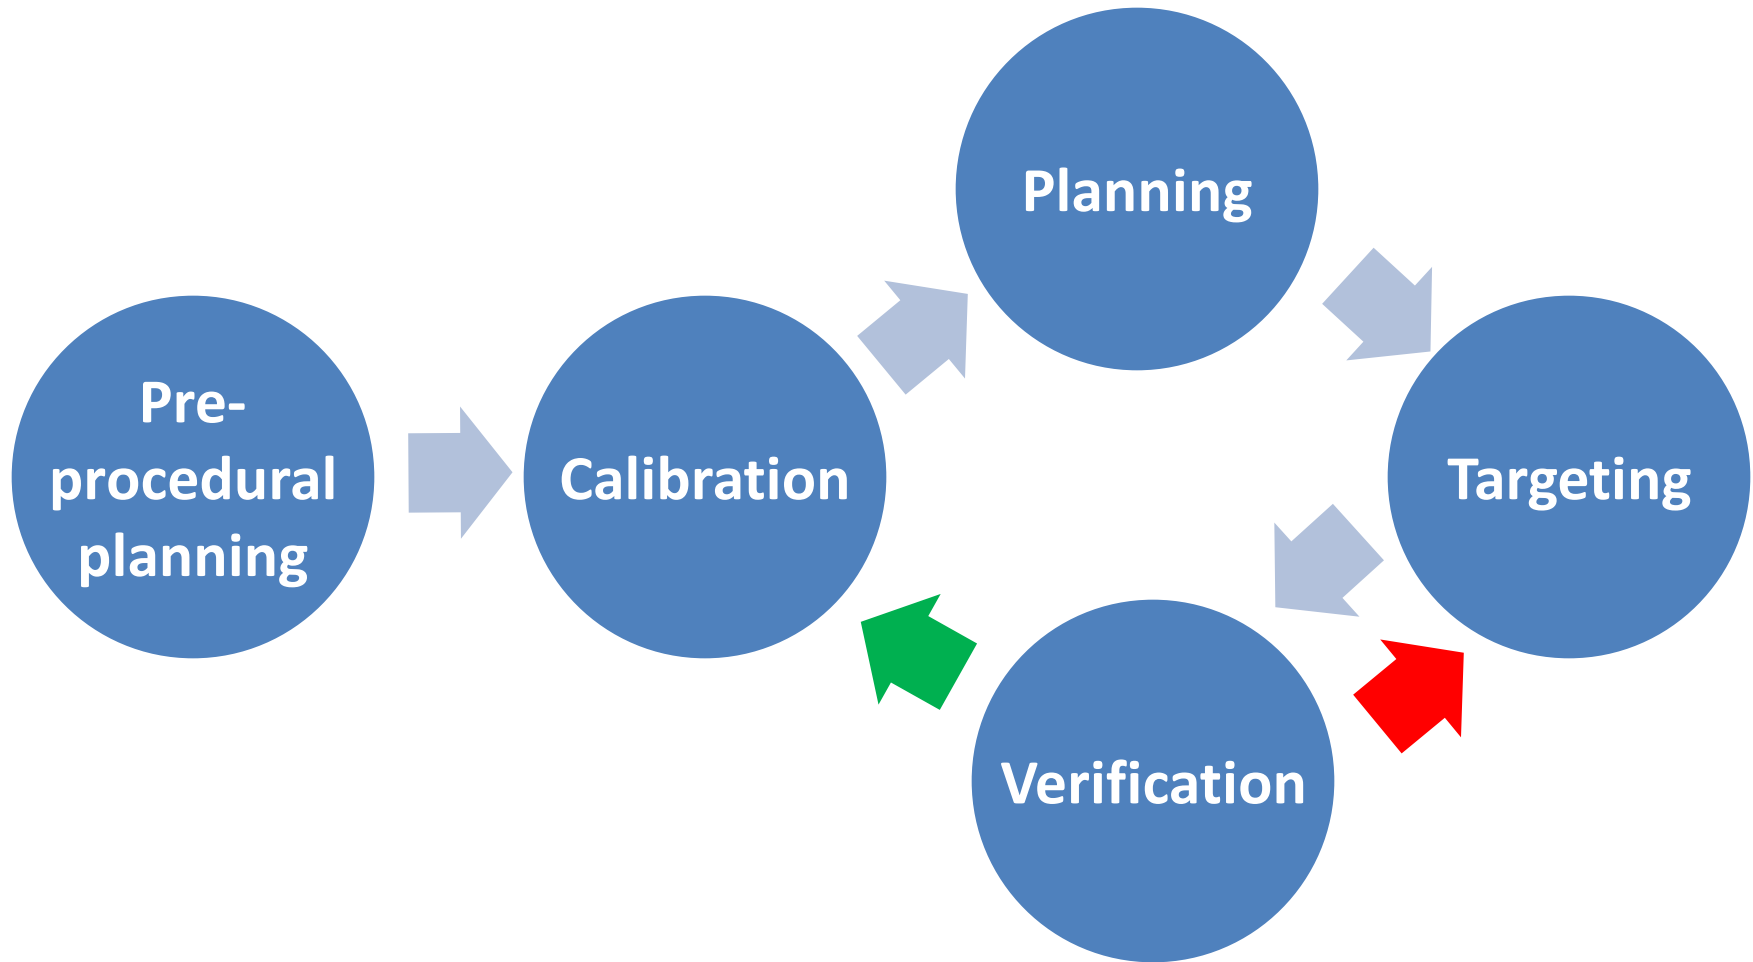 Pre-
procedural
planning
Calibration
Planning
Targeting
Verification